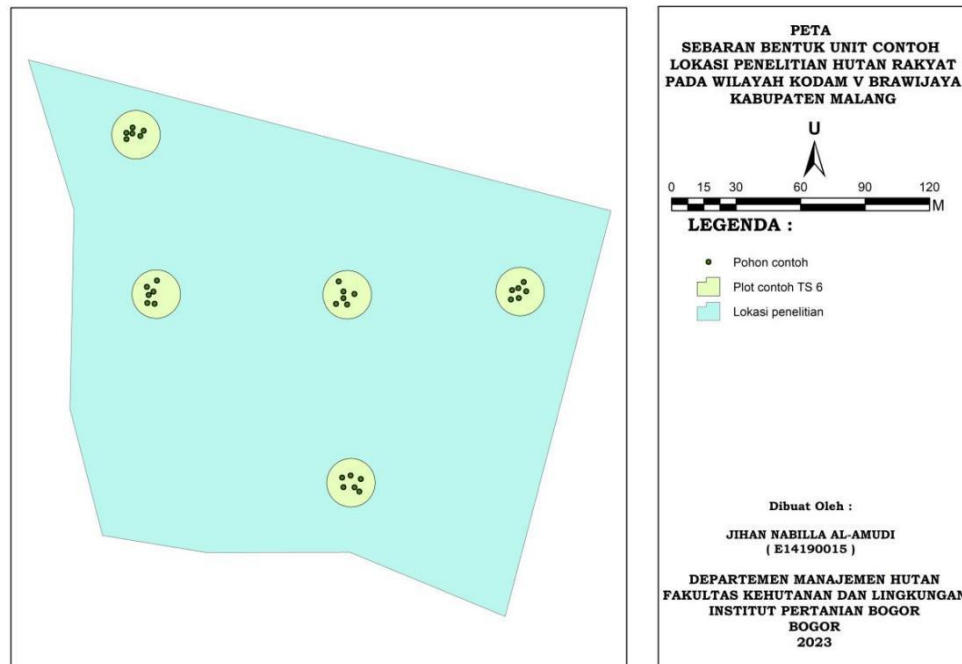 PETA
SEBARAN BENTUK UNIT CONTOH
LOKASI PENELITIAN HUTAN RAKYAT
PADA WILAYAH KODAM V BRAWIJAYA
KABUPATEN MALANG
U
0 15 30 60 90 120
M
LEGENDA :
Pohon contoh
Plot contoh TS 6
Lokasi penelitian
Dibuat Oleh :
JIHAN NABILLA AL-AMUDI
( E14190015 )
DEPARTEMEN MANAJEMEN HUTAN
FAKULTAS KEHUTANAN DAN LINGKUNGAN
INSTITUT PERTANIAN BOGOR
BOGOR
2023